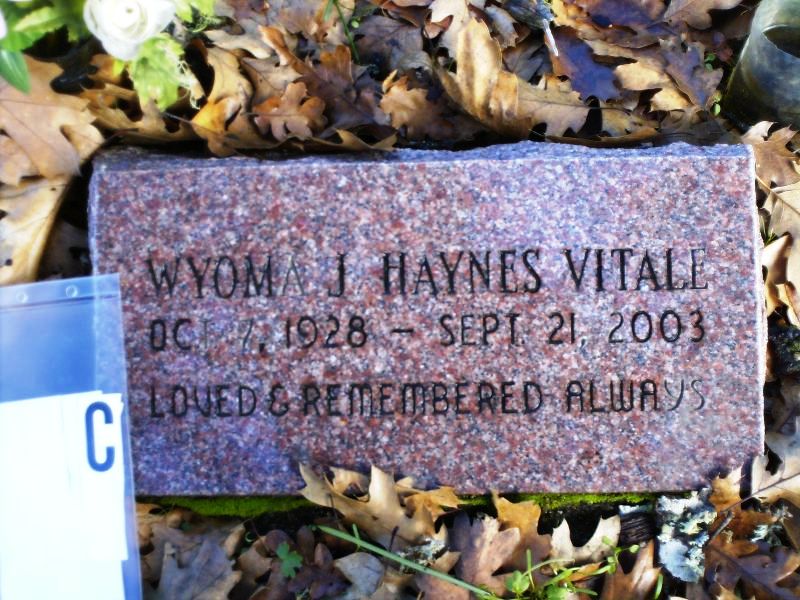 WYOMA J. HAYNES VITALE
OCT. 7, 1928 – SEPT. 21, 2003
LOVED & REMEMBERED ALWAYS
C